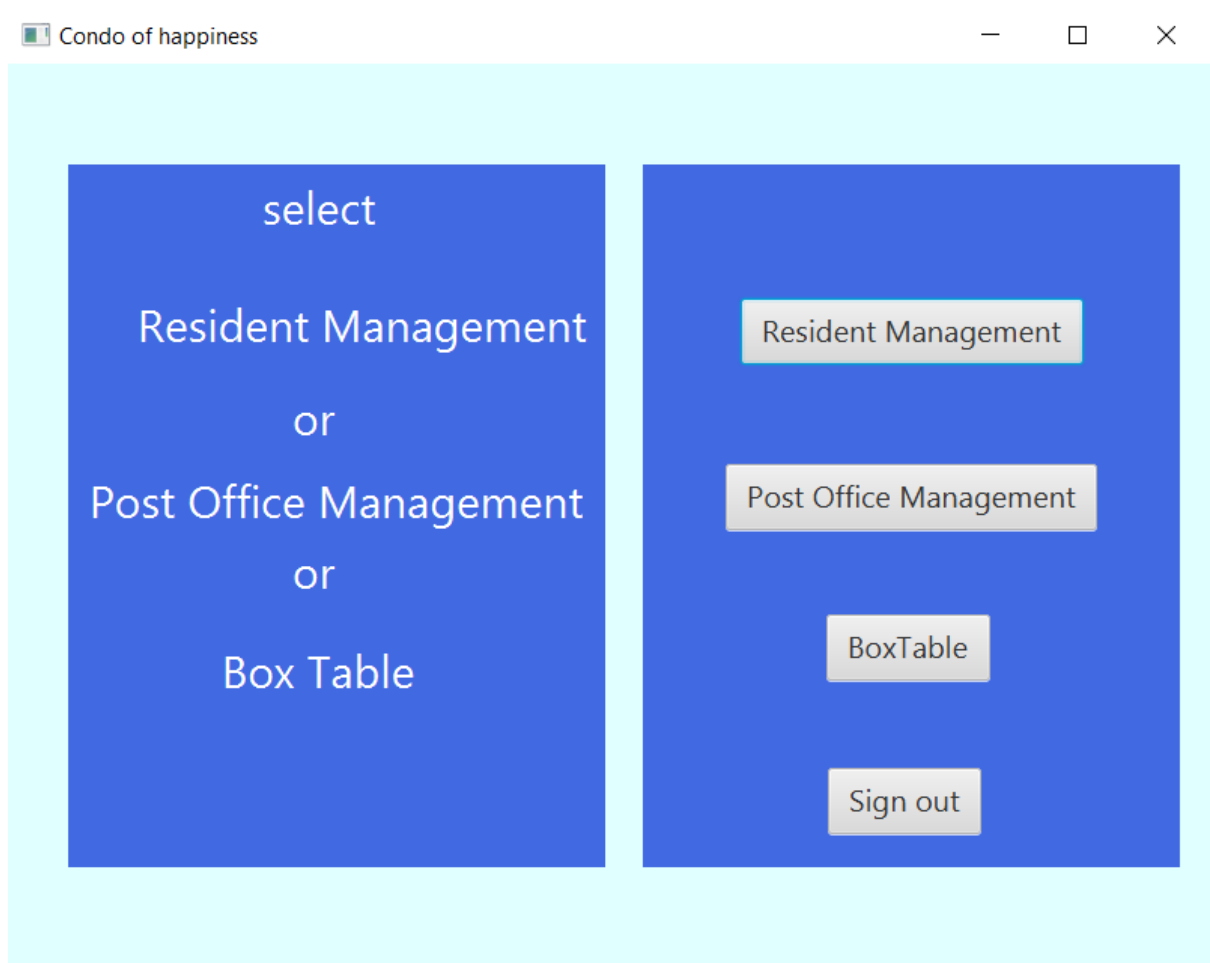 Condo of happiness
select
Resident Management
or
Post Office Management
or
Box Table
Resident Management
Post Office Management
BoxTable
Sign out